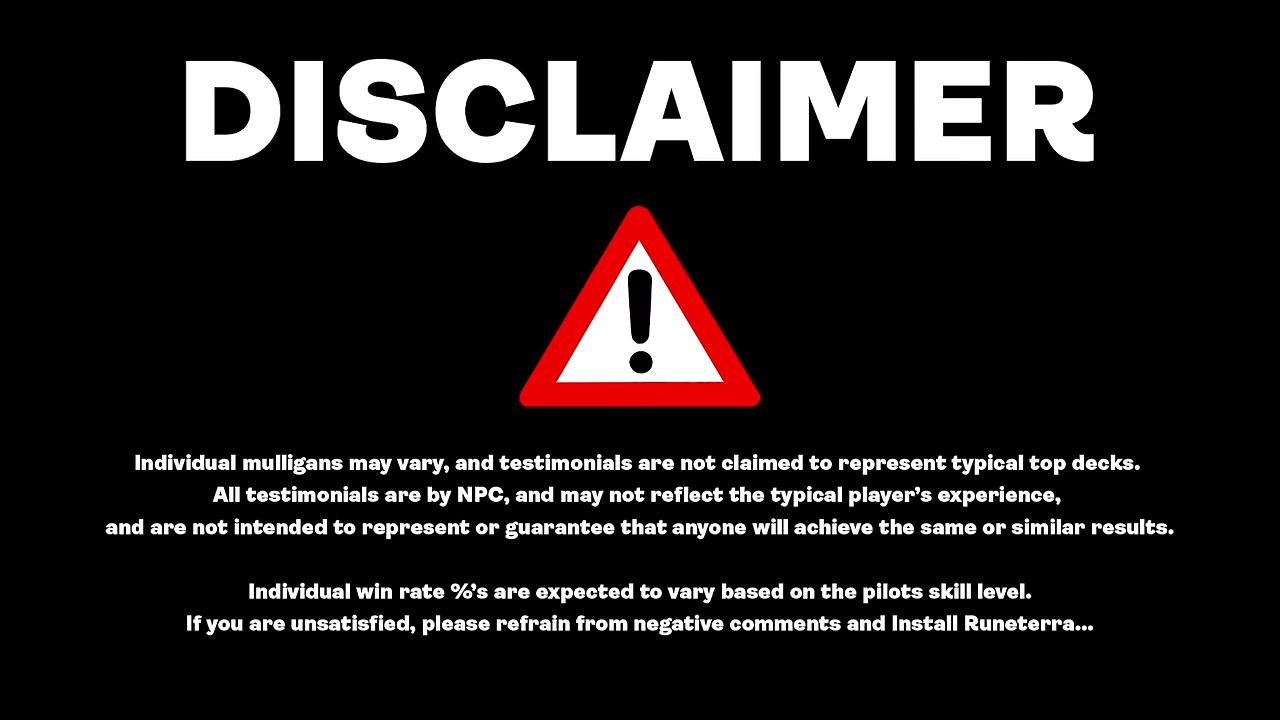 DISCLAIMER
!
Individual mulligans may vary, and testimonials are not claimed to represent typical top decks.
All testimonials are by NPC, and may not reflect the typical player's experience,
and are not intended to represent or guarantee that anyone will achieve the same or similar results.
Individual win rate %'s are expected to vary based on the pilots skill level.
If you are unsatisfied, please refrain from negative comments and Install Runeterra...